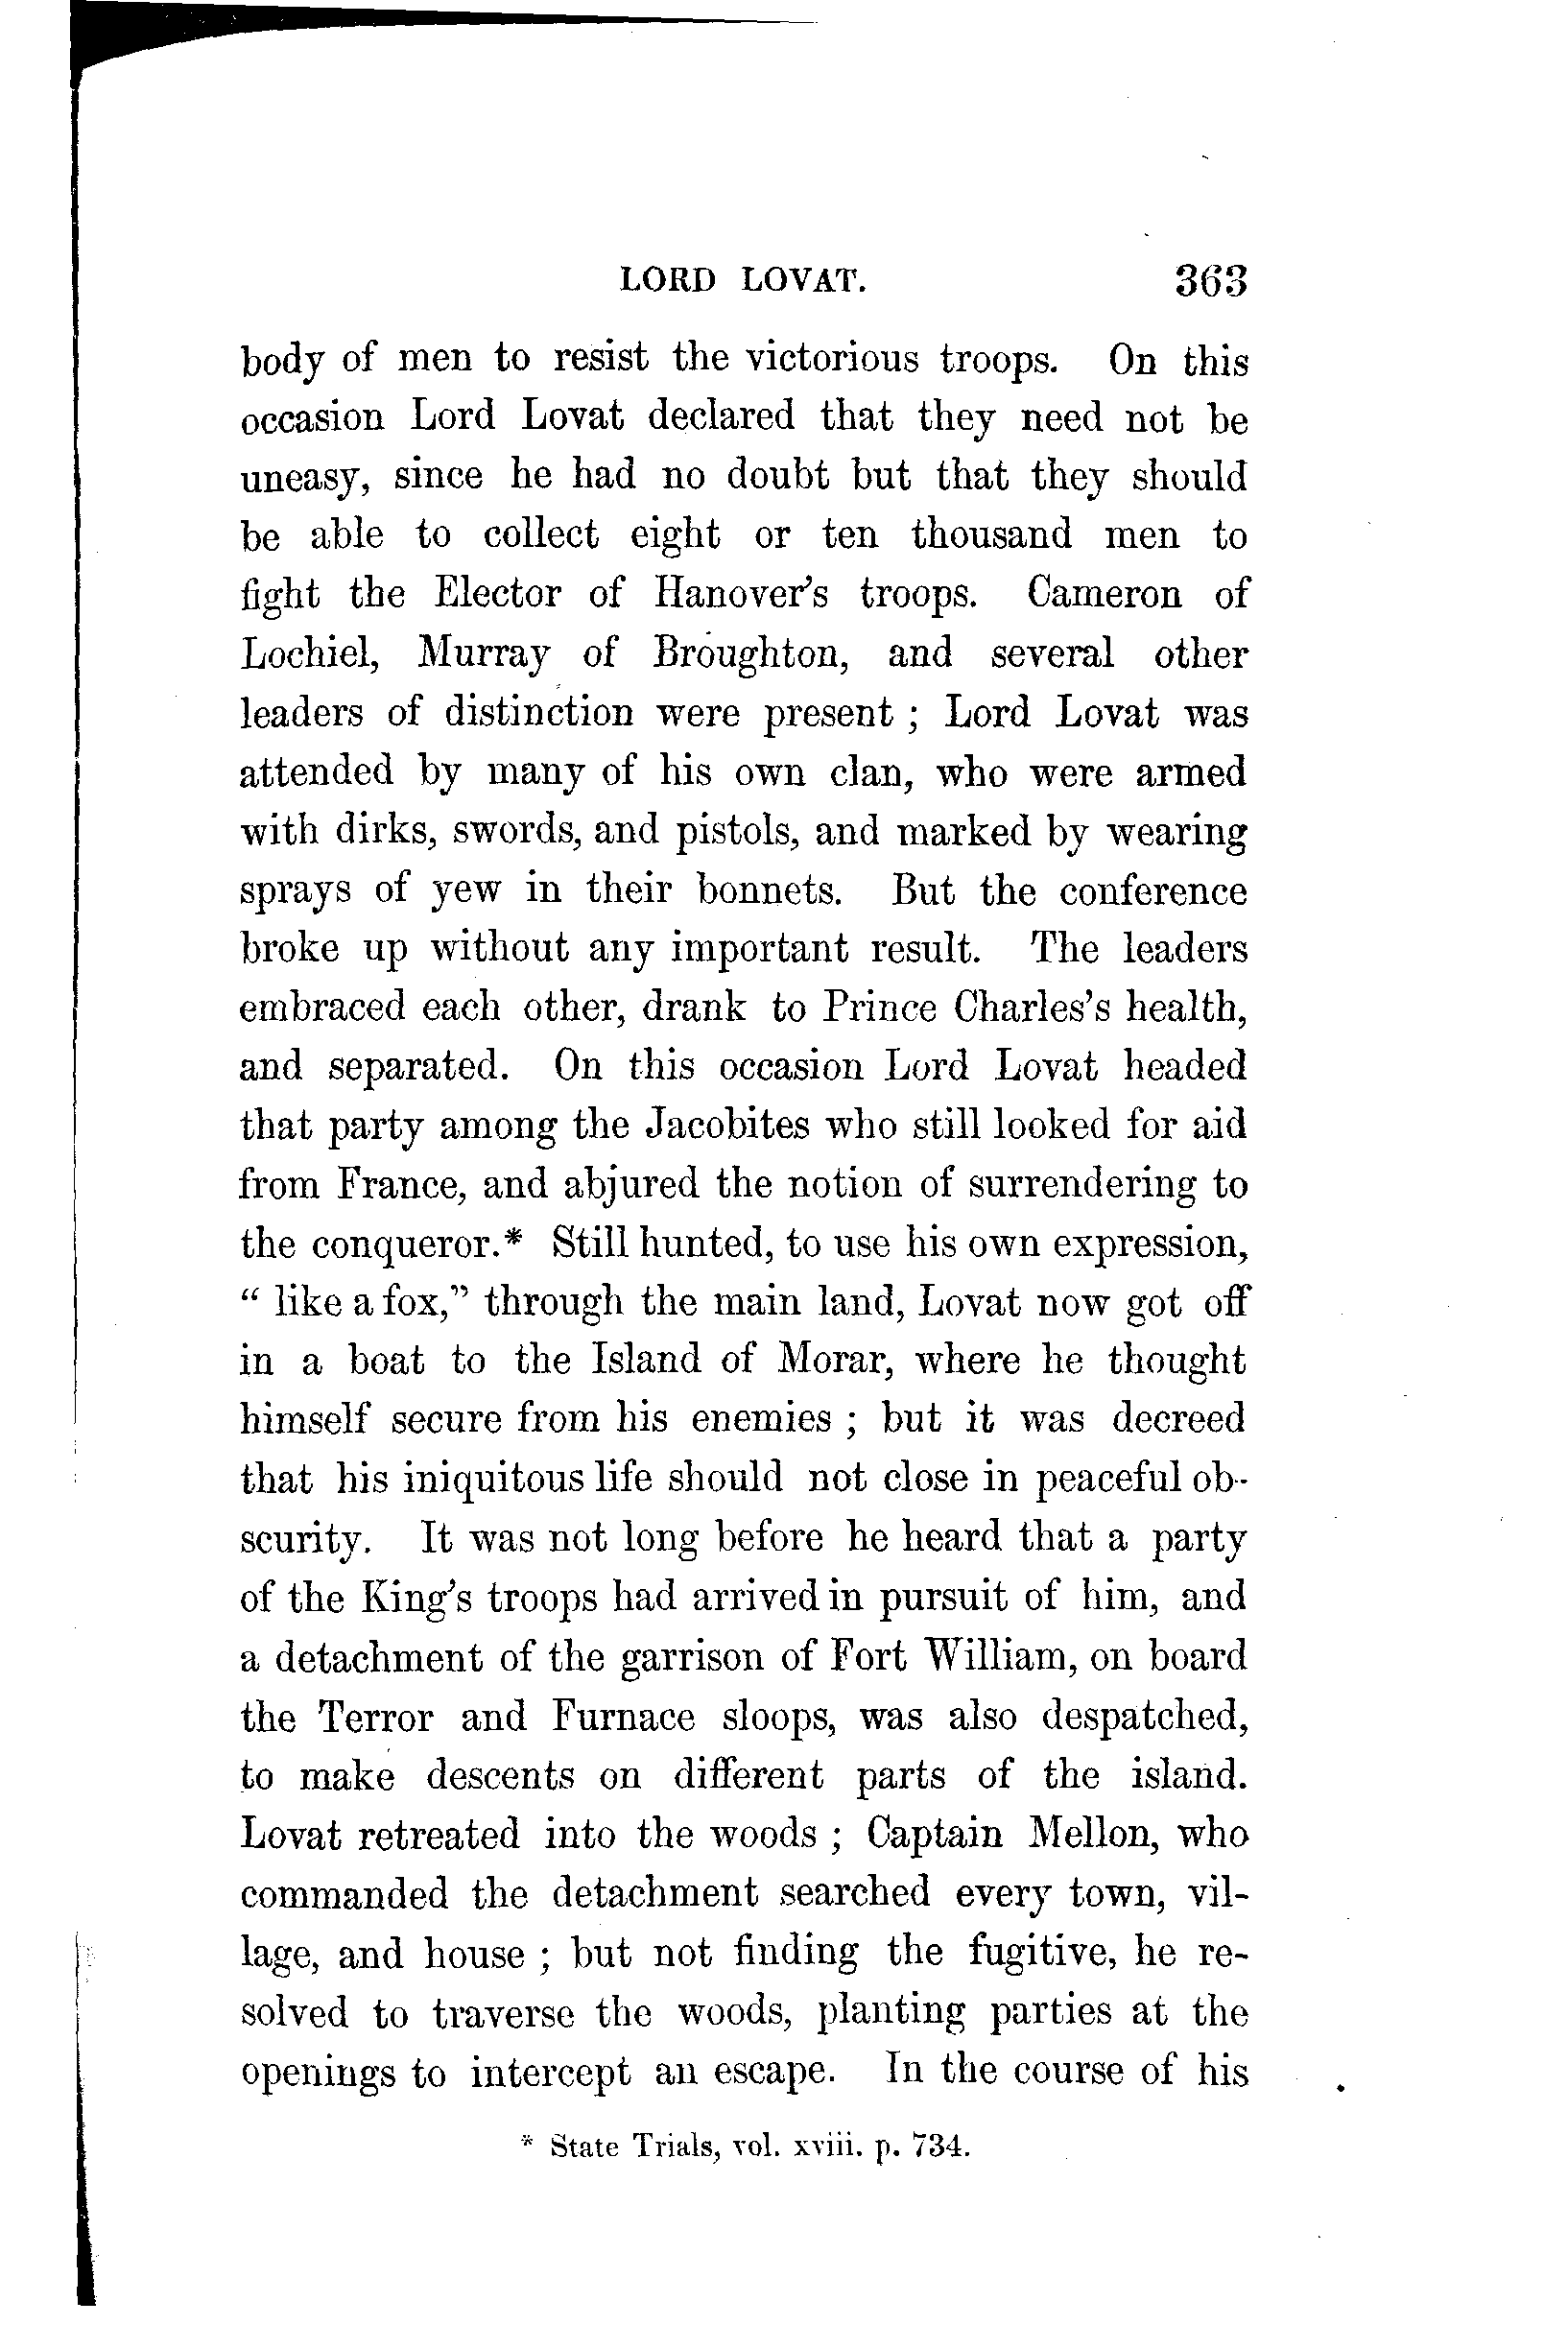 LORD LOVAT. 363
body of men to resist the victorious troops. On this
occasion Lord Lovat declared that they need not be
uneasy, since he had no doubt but that they should
be able to collect eight or ten thousand men to
fight the Elector of Hanover's troops. Cameron of
Lochiel, Murray of Broughton, and several other
leaders of distinction were present ; Lord Lovat was
attended by many of his own clan, who were armed
with dirks, swords, and pistols, and marked by wearing
sprays of yew in their bonnets. But the conference
broke up without any important result. The leaders
embraced each other, drank to Prince Charles's health,
and separated. On this occasion Lord Lovat headed
that party among the Jacobites who still looked for aid
from France, and abjured the notion of surrendering to
the conqueror.* Still hunted, to use his own expression,
" like a fox," through the main land, Lovat now got off
in a boat to the Island of Morar, where he thought
himself secure from his enemies ; but it was decreed
that his iniquitous life should not close in peaceful ob-
scurity. It was not long before he heard that a party
of the King's troops had arrived in pursuit of him, and
a detachment of the garrison of Fort William, on board
the Terror and Furnace sloops, was also despatched,
to make descents on different parts of the island.
Lovat retreated into the woods ; Captain Mellon, who
commanded the detachment searched every town, vil-
lage, and house ; but not finding the fugitive, he re-
solved to traverse the woods, planting parties at the
openings to intercept an escape. In the course of his
* State Trials, vol. xviii. p. 734.